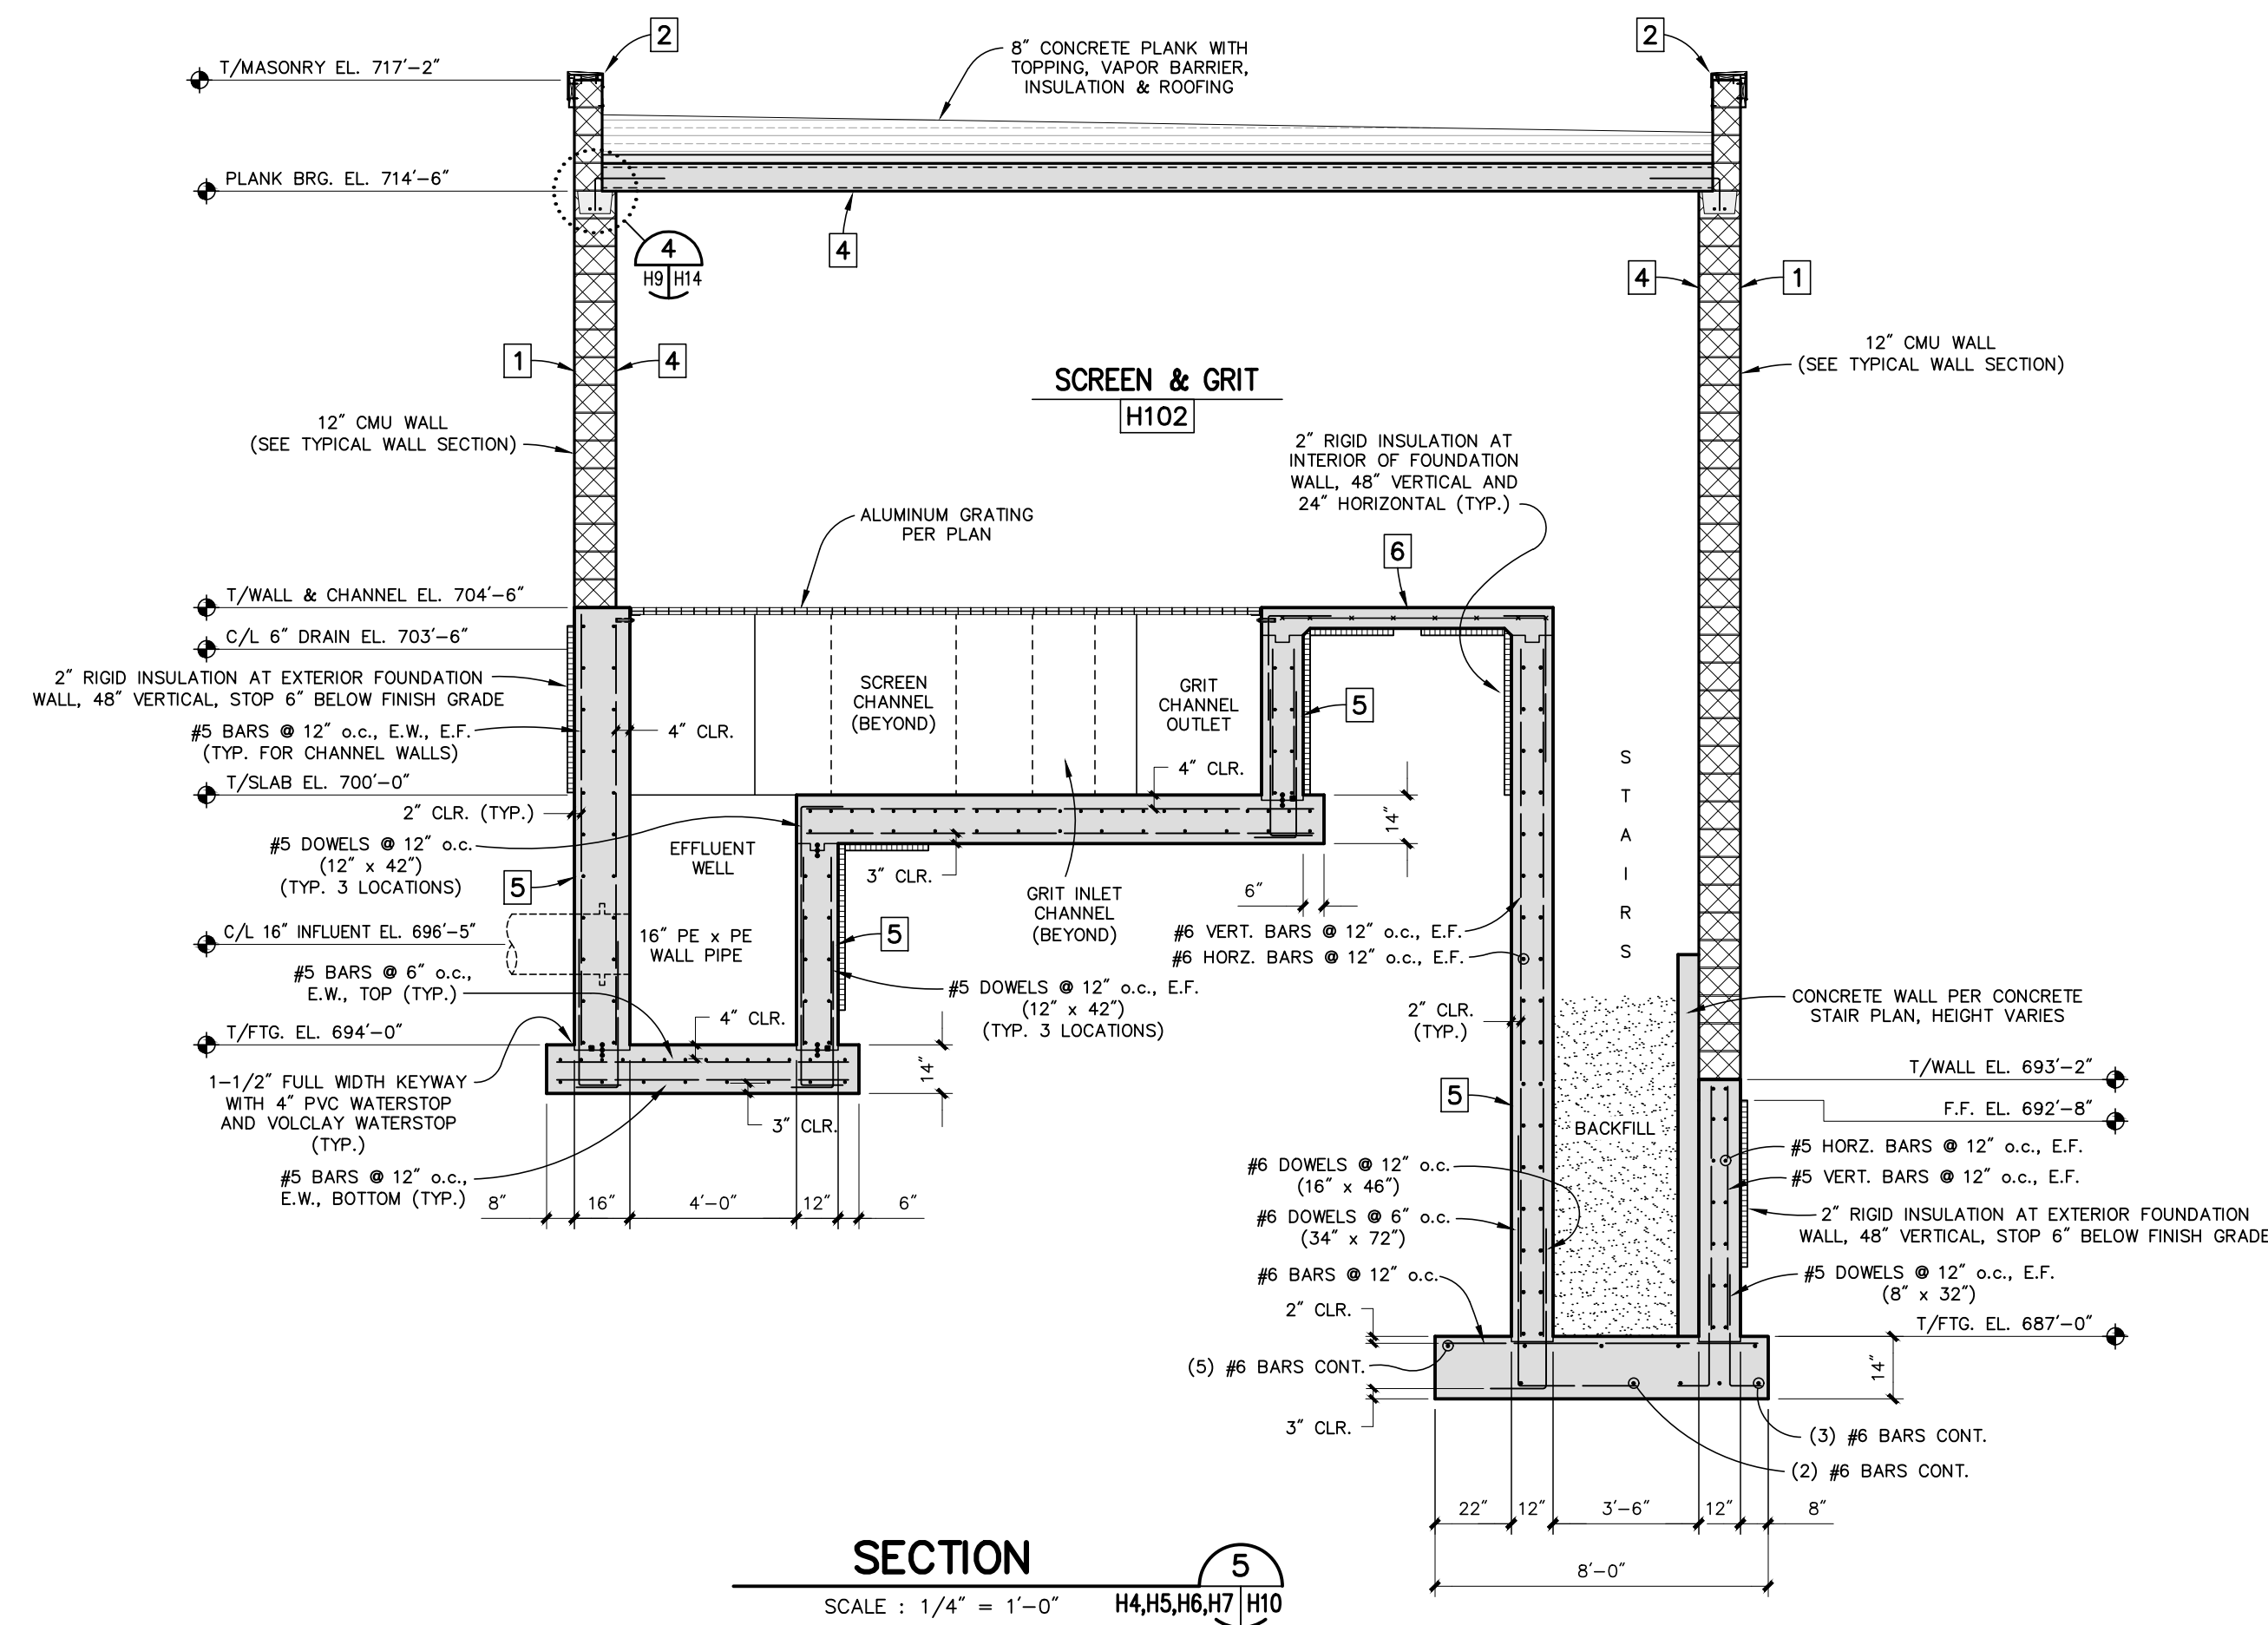 2
2
8″ CONCRETE PLANK WITH
TOPPING, VAPOR BARRIER,
INSULATION & ROOFING
T/MASONRY EL. 717′-2″
PLANK BRG. EL. 714′-6″
4
4
H9 H14
4
1
1
4
12″ CMU WALL
(SEE TYPICAL WALL SECTION)
12″ CMU WALL
(SEE TYPICAL WALL SECTION)
SCREEN & GRIT
H102
2″ RIGID INSULATION AT
INTERIOR OF FOUNDATION
WALL, 48″ VERTICAL AND
24″ HORIZONTAL (TYP.)
ALUMINUM GRATING
PER PLAN
6
T/WALL & CHANNEL EL. 704′-6″
C/L 6″ DRAIN EL. 703′-6″
2″ RIGID INSULATION AT EXTERIOR FOUNDATION
WALL, 48″ VERTICAL, STOP 6″ BELOW FINISH GRADE
#5 BARS @ 12″ o.c., E.W., E.F.
(TYP. FOR CHANNEL WALLS)
4″ CLR.
SCREEN
CHANNEL
(BEYOND)
GRIT
CHANNEL
OUTLET
5
4″ CLR.
T/SLAB EL. 700′-0″
2″ CLR. (TYP.)
14″
#5 DOWELS @ 12″ o.c.
(12″ x 42″)
(TYP. 3 LOCATIONS)
5
EFFLUENT
WELL
3″ CLR.
GRIT INLET
CHANNEL
(BEYOND)
6″
S
T
A
I
R
S
C/L 16″ INFLUENT EL. 696′-5″
16″ PE x PE
WALL PIPE
5
#6 VERT. BARS @ 12″ o.c., E.F.
#6 HORZ. BARS @ 12″ o.c., E.F.
#5 BARS @ 6″ o.c.,
E.W., TOP (TYP.)
#5 DOWELS @ 12″ o.c., E.F.
(12″ x 42″)
(TYP. 3 LOCATIONS)
2″ CLR.
(TYP.)
CONCRETE WALL PER CONCRETE
STAIR PLAN, HEIGHT VARIES
T/FTG. EL. 694′-0″
4″ CLR.
14″
3″ CLR.
1-1/2″ FULL WIDTH KEYWAY
WITH 4″ PVC WATERSTOP
AND VOLCLAY WATERSTOP
(TYP.)
#5 BARS @ 12″ o.c.,
E.W., BOTTOM (TYP.)
8″ 16″ 4′-0″ 12″ 6″
5
BACKFILL
T/WALL EL. 693′-2″
F.F. EL. 692′-8″
#5 HORZ. BARS @ 12″ o.c., E.F.
#5 VERT. BARS @ 12″ o.c., E.F.
2″ RIGID INSULATION AT EXTERIOR FOUNDATION
WALL, 48″ VERTICAL, STOP 6″ BELOW FINISH GRADE
#5 DOWELS @ 12″ o.c., E.F.
(8″ x 32″)
T/FTG. EL. 687′-0″
#6 DOWELS @ 12″ o.c.
(16″ x 46″)
#6 DOWELS @ 6″ o.c.
(34″ x 72″)
#6 BARS @ 12″ o.c.
2″ CLR.
(5) #6 BARS CONT.
3″ CLR.
14″
(3) #6 BARS CONT.
(2) #6 BARS CONT.
22″ 12″ 3′-6″ 12″ 8″
8′-0″
SECTION
5
SCALE : 1/4″ = 1′-0″
H4,H5,H6,H7 H10